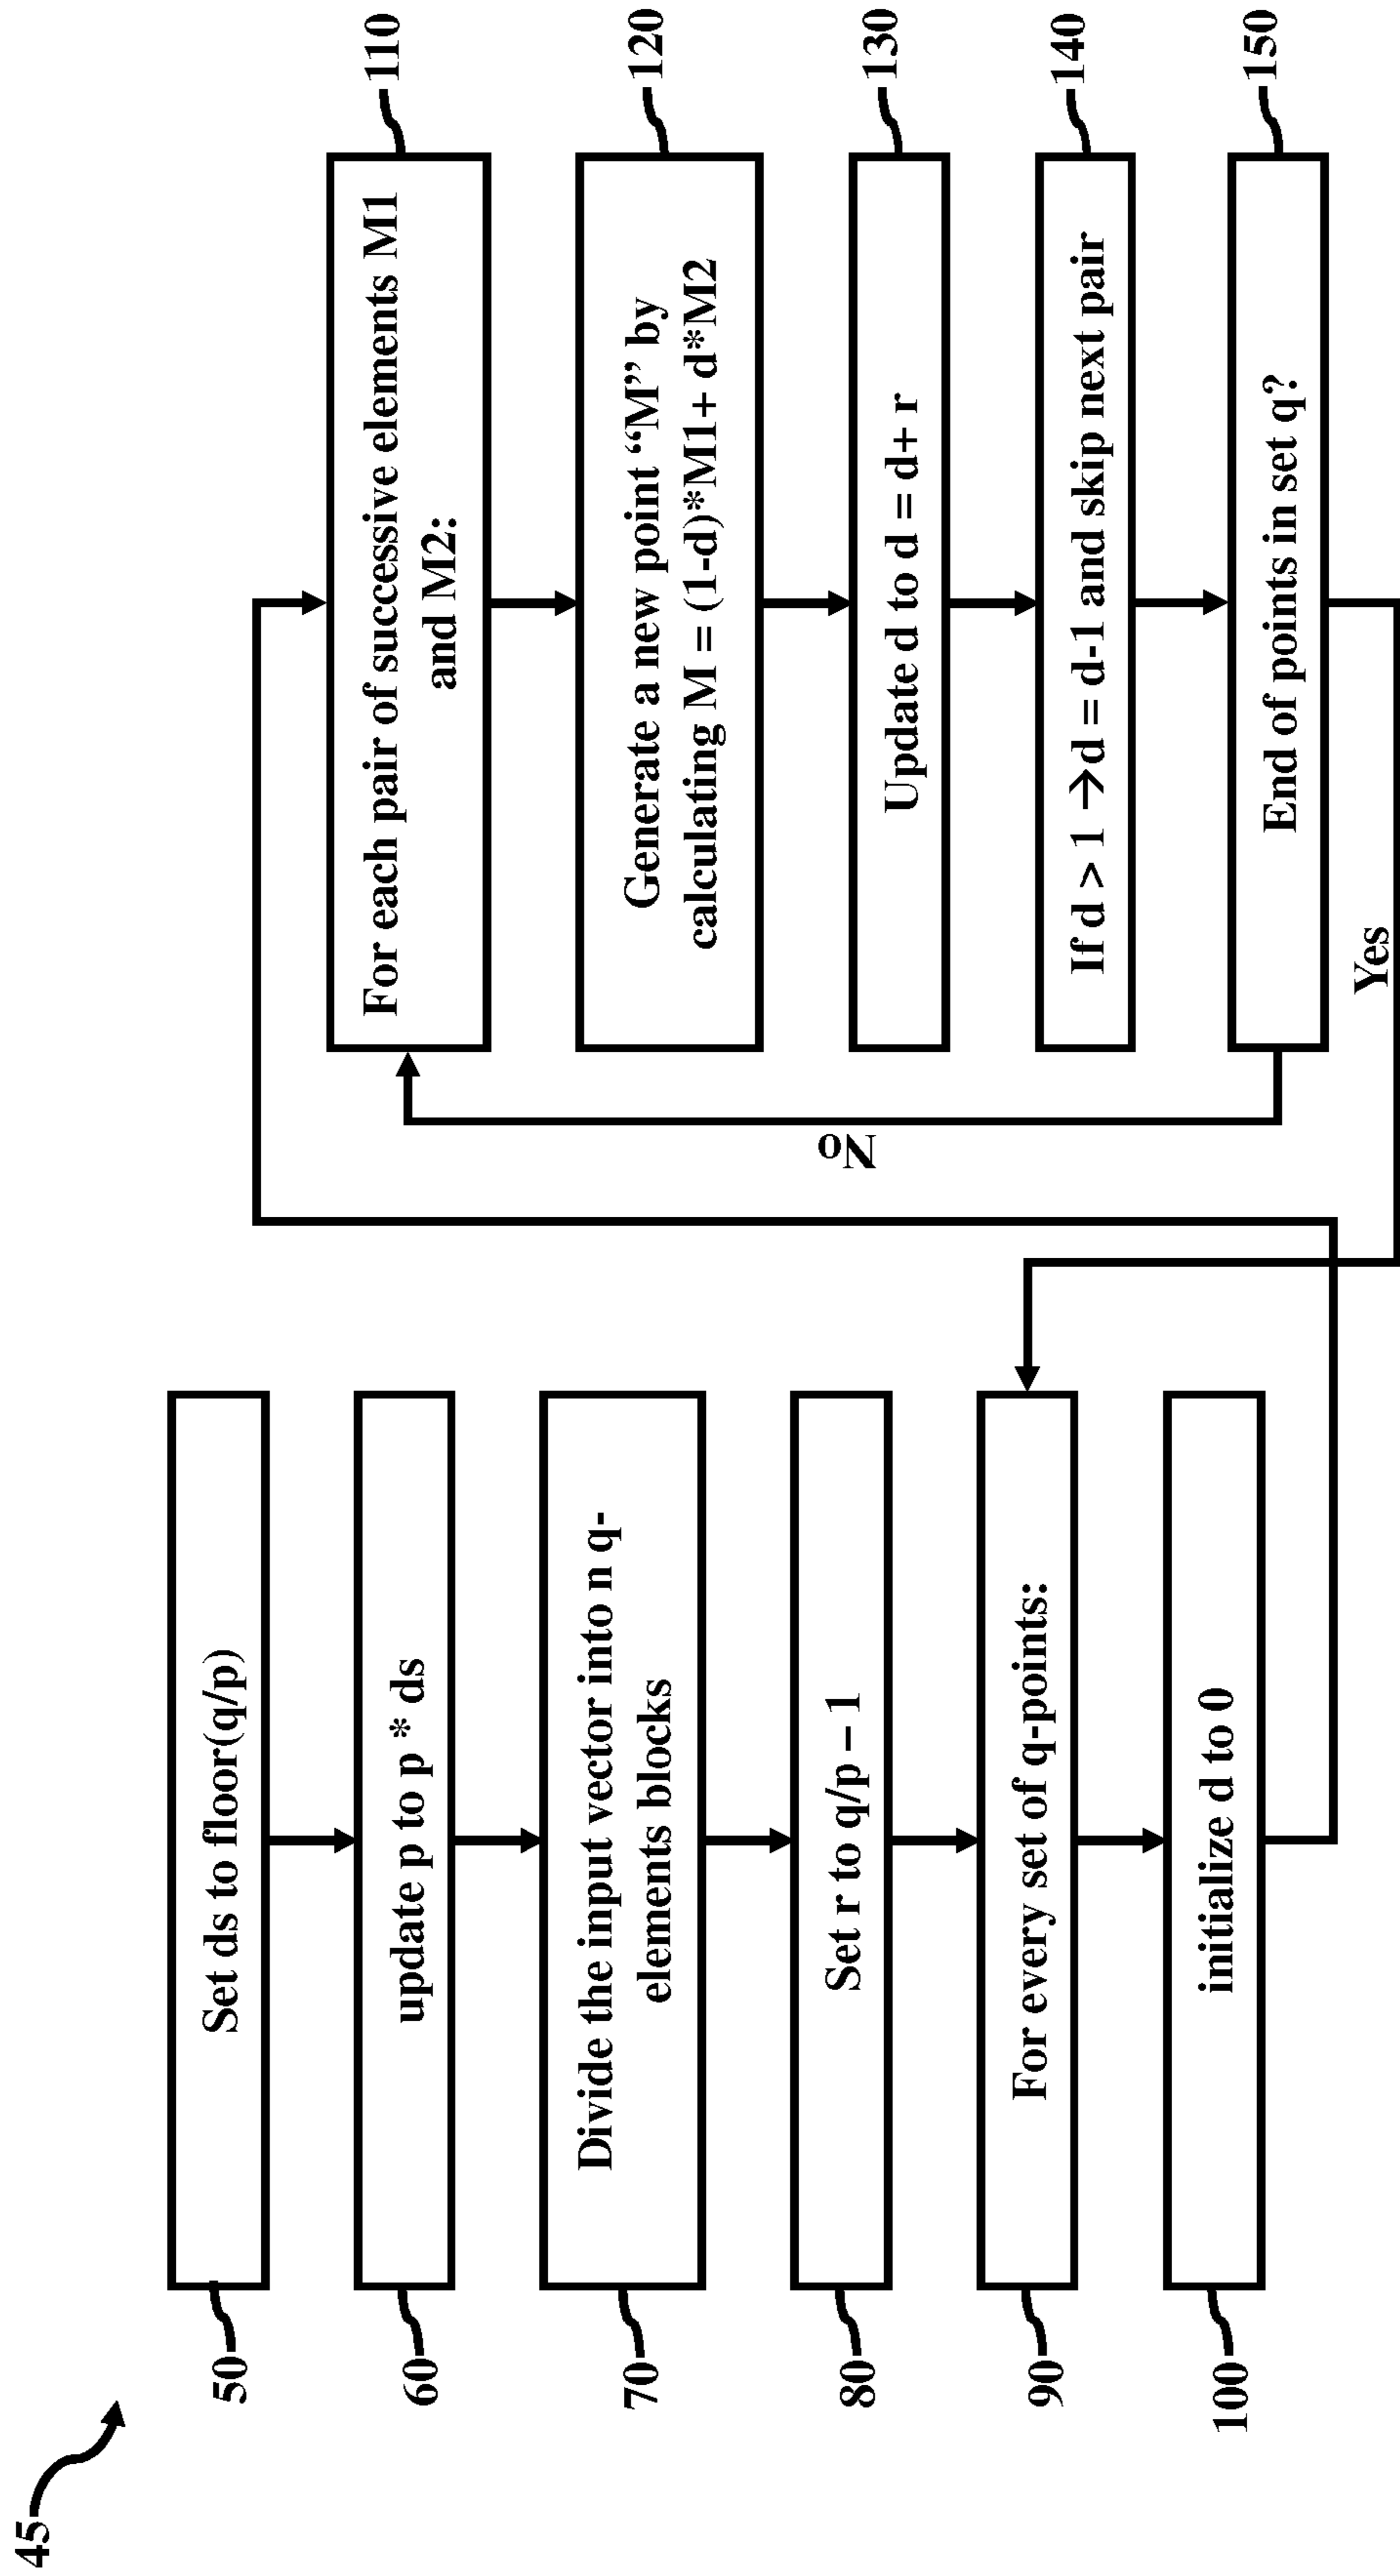 45
50
Set ds to floor(q/p)
60
update p to p * ds
70
Divide the input vector into n q-
elements blocks
80
Set r to q/p – 1
90
For every set of q-points:
100
initialize d to 0
110
For each pair of successive elements M1
and M2:
120
Generate a new point “M” by
calculating M = (1-d)*M1+ d*M2
130
Update d to d = d+ r
140
If d > 1 →d = d-1 and skip next pair
150
End of points in set q?
No
Yes